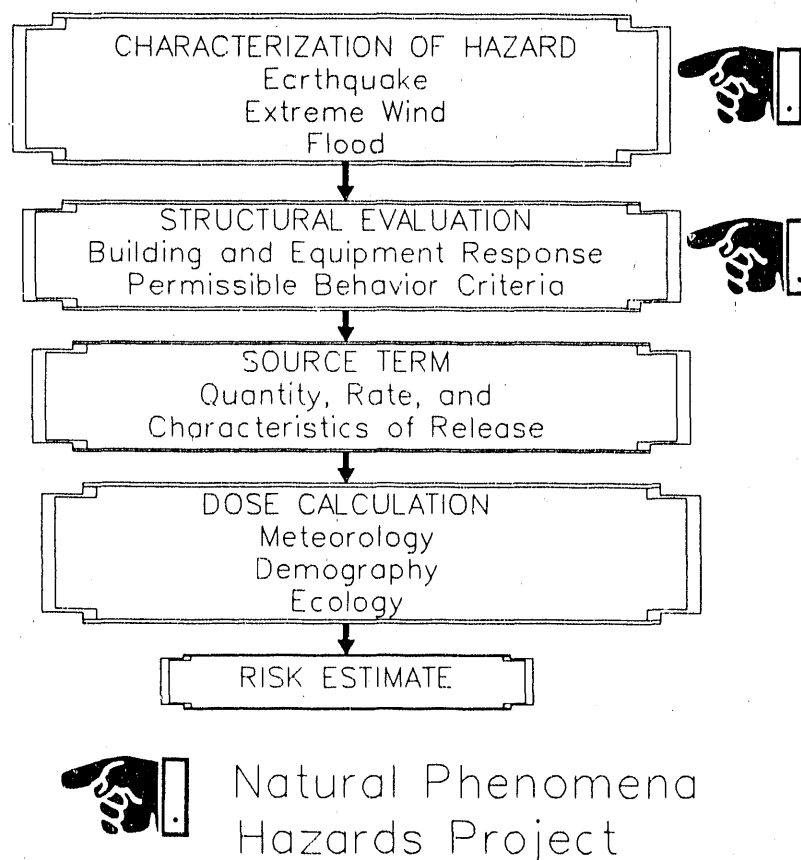 CHARACTERIZATION OF HAZARD
Earthquake
Extreme Wind
Flood
STRUCTURAL EVALUATION
Building and Equipment Response
Permissible Behavior Criteria
SOURCE TERM
Quantity, Rate, and
Characteristics of Release
DOSE CALCULATION
Meteorology
Demography
Ecology
RISK ESTIMATE
Natural Phenomena
Hazards Project